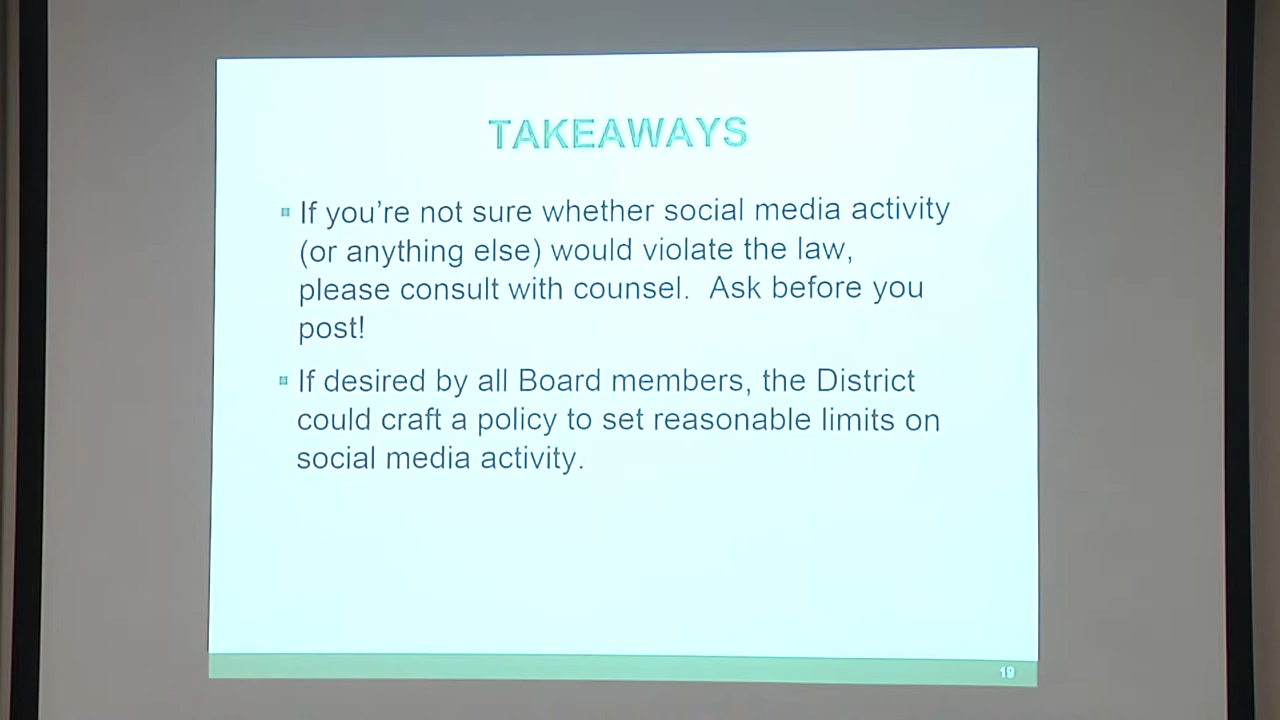 TAKEAWAYS
▪ If you’re not sure whether social media activity
(or anything else) would violate the law,
please consult with counsel.  Ask before you
post!
▪ If desired by all Board members, the District
could craft a policy to set reasonable limits on
social media activity.
19